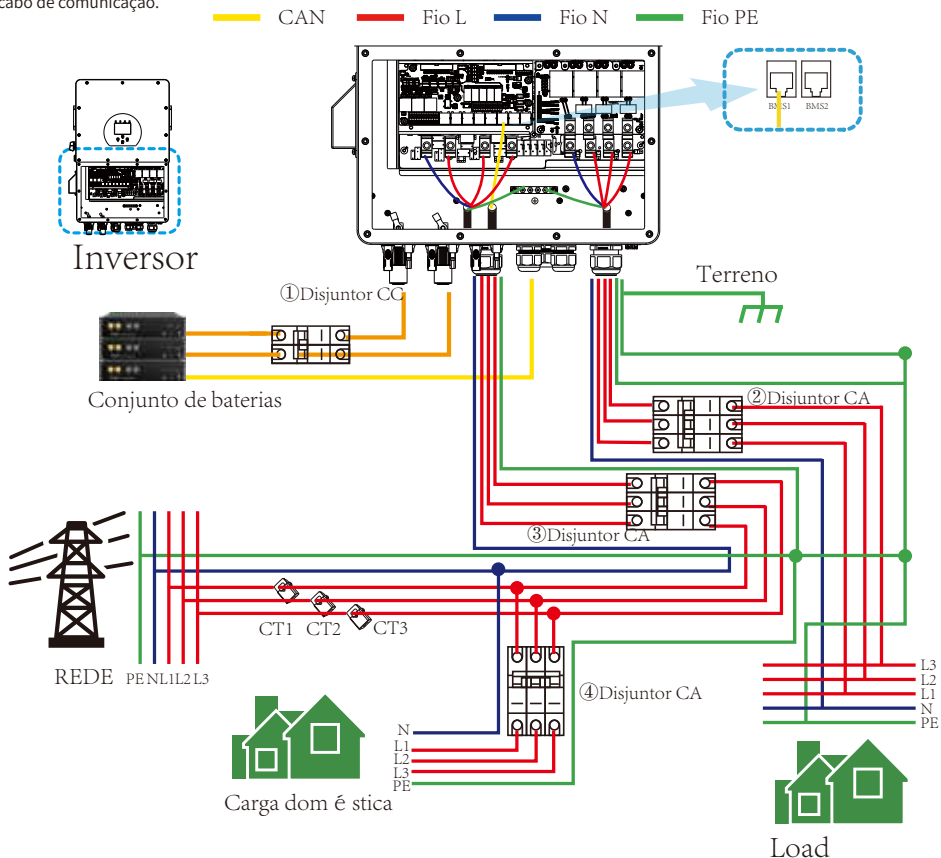 cabo de comunicação.
CAN Fio L Fio N Fio PE
BMS1 BMS2
Inversor
Terreno
①Disjuntor CC
Conjunto de baterias
②Disjuntor CA
③Disjuntor CA
CT1 CT2 CT3
REDE PE N L1 L2 L3
④Disjuntor CA
L3
L2
L1
N
PE
N
L1
L2
L3
PE
Carga dom é stica
Load